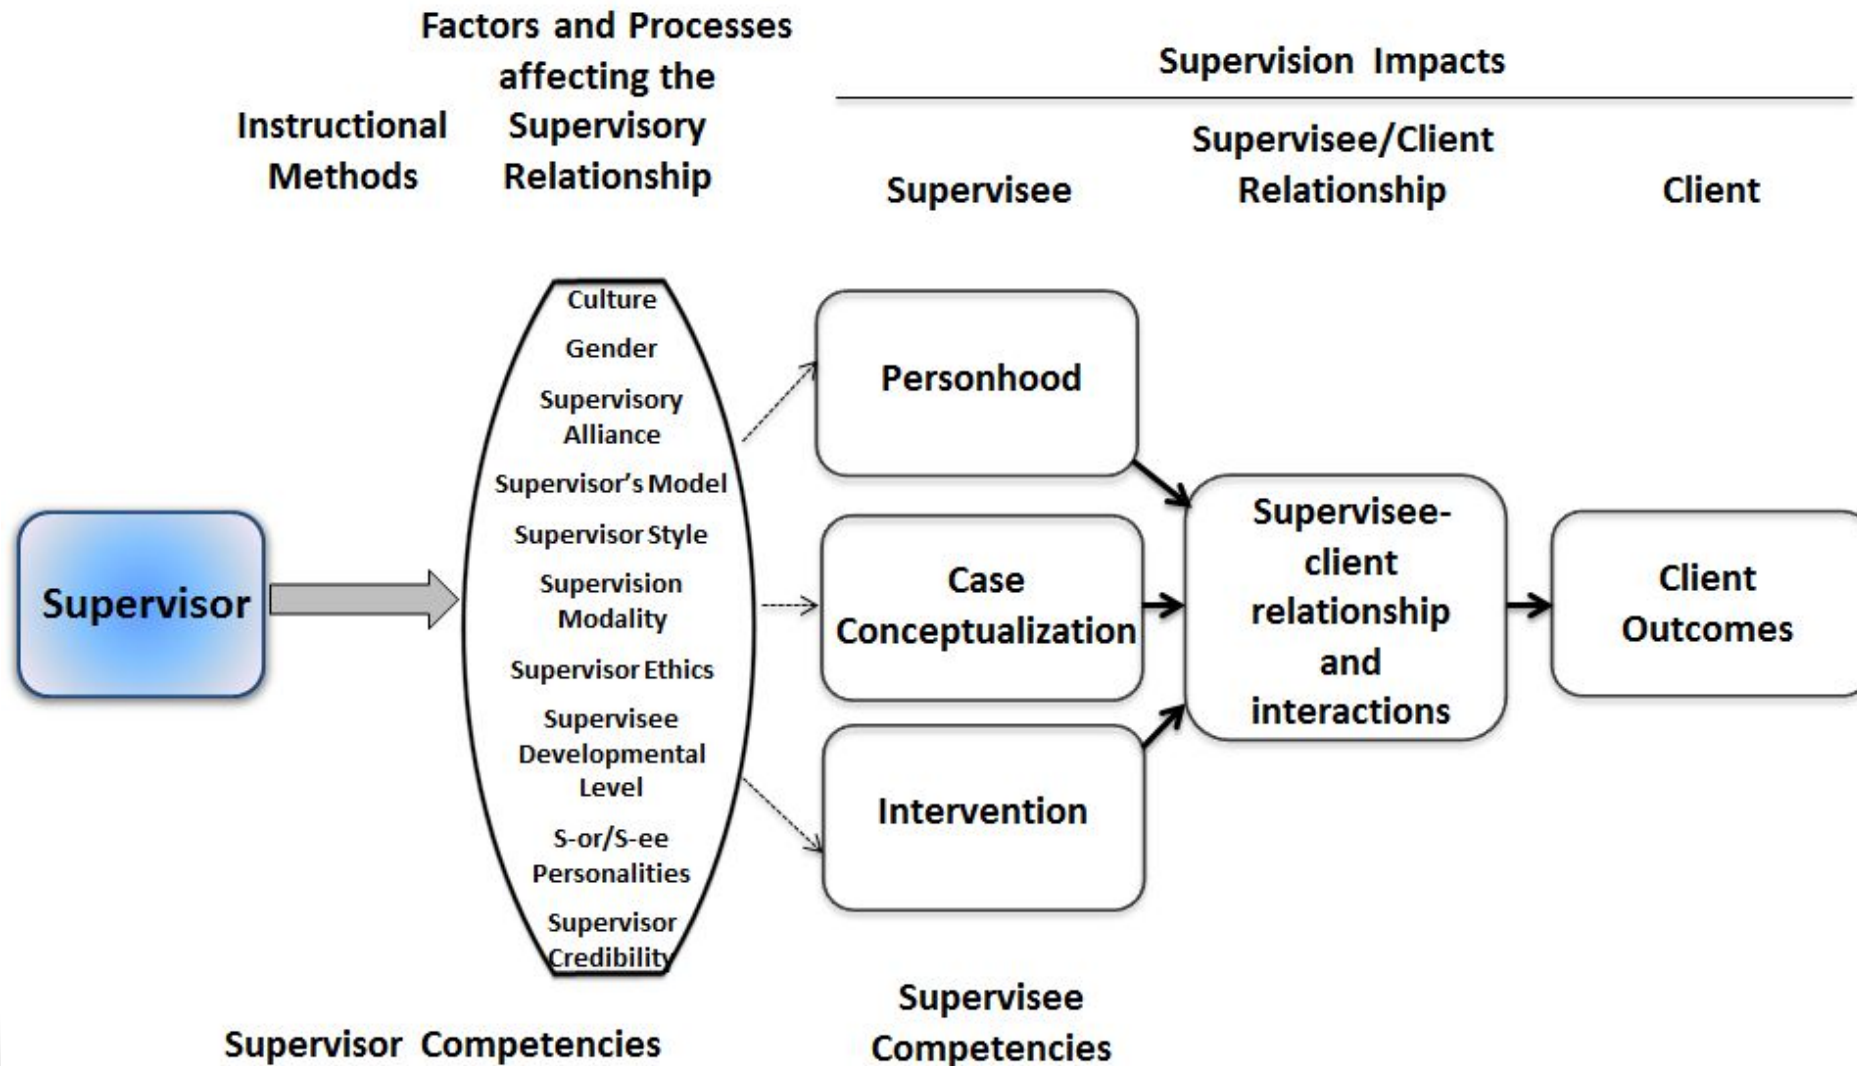 Factors and Processes
affecting the
Supervisory
Relationship
Instructional
Methods
Supervision Impacts
Supervisee
Supervisee/Client
Relationship
Client
Supervisor
Culture
Gender
Supervisory
Alliance
Supervisor's Model
Supervisor Style
Supervision
Modality
Supervisor Ethics
Supervisee
Developmental
Level
S-or/S-ee
Personalities
Supervisor
Credibility
Personhood
Case
Conceptualization
Intervention
Supervisee-
client
relationship
and
interactions
Client
Outcomes
Supervisor Competencies
Supervisee
Competencies